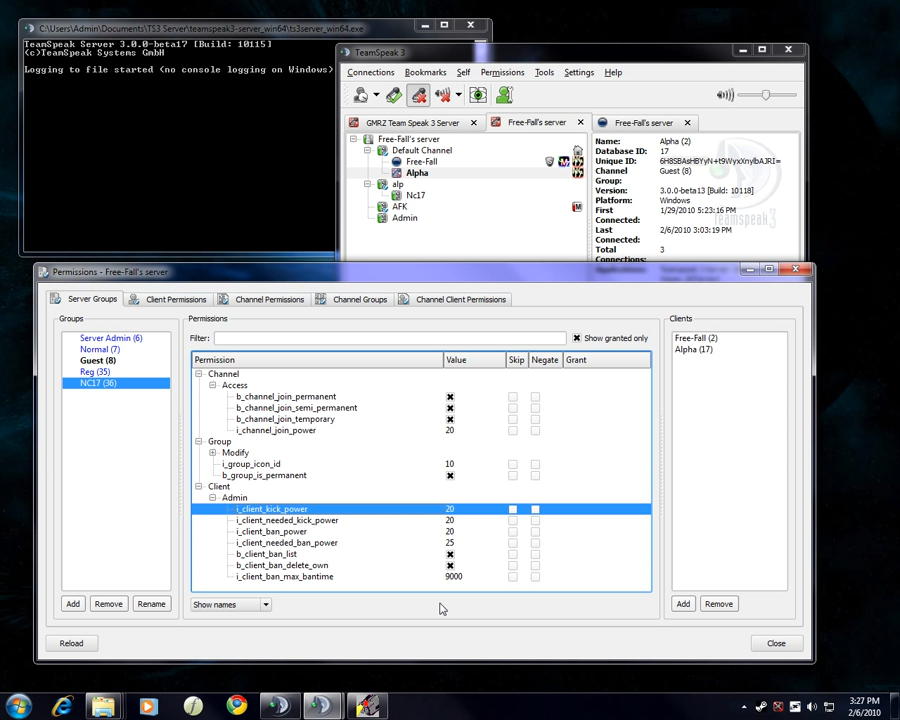 C:\Users\Admin\Documents\TS3 Server\teamspeak3-server_win64\ts3server_win64.exe
TeamSpeak Server 3.0.0-beta17 [Build: 10115]
(c)TeamSpeak Systems GmbH
Logging to file started (no console logging on Windows)
TeamSpeak 3
Connections Bookmarks Self Permissions Tools Settings Help
GMRZ Team Speak 3 Server Free-Fall's server Free-Fall's server
Free-Fall's server
Default Channel
Free-Fall
Alpha
alp
Nc17
AFK
Admin
M
Name: Alpha (2)
Database ID: 17
Unique ID: 6H8SBAsHBYyN+t9WyxXnylbAJRI=
Channel
Group: Guest (8)
Version: 3.0.0-beta13 [Build: 10118]
Platform: Windows
First 1/29/2010 5:23:16 PM
Connected:
Last 2/6/2010 3:03:19 PM
Connected:
Total 3
Connections:
teamspeak3
Permissions - Free-Fall's server
Server Groups Client Permissions Channel Permissions Channel Groups Channel Client Permissions
Groups
Server Admin (6)
Normal (7)
Guest (8)
Reg (35)
NC17 (36)
Add Remove Rename
Permissions
Filter: Show granted only
Permission Value Skip Negate Grant
Channel
Access
b_channel_join_permanent
b_channel_join_semi_permanent
b_channel_join_temporary
i_channel_join_power 20
Group
Modify
i_group_icon_id 10
b_group_is_permanent
Client
Admin
i_client_kick_power 20
i_client_needed_kick_power 20
i_client_ban_power 20
i_client_needed_ban_power 25
b_client_ban_list
b_client_ban_delete_own
i_client_ban_max_bantime 9000
Show names
Clients
Free-Fall (2)
Alpha (17)
Add Remove
Reload Close
3:27 PM
2/6/2010